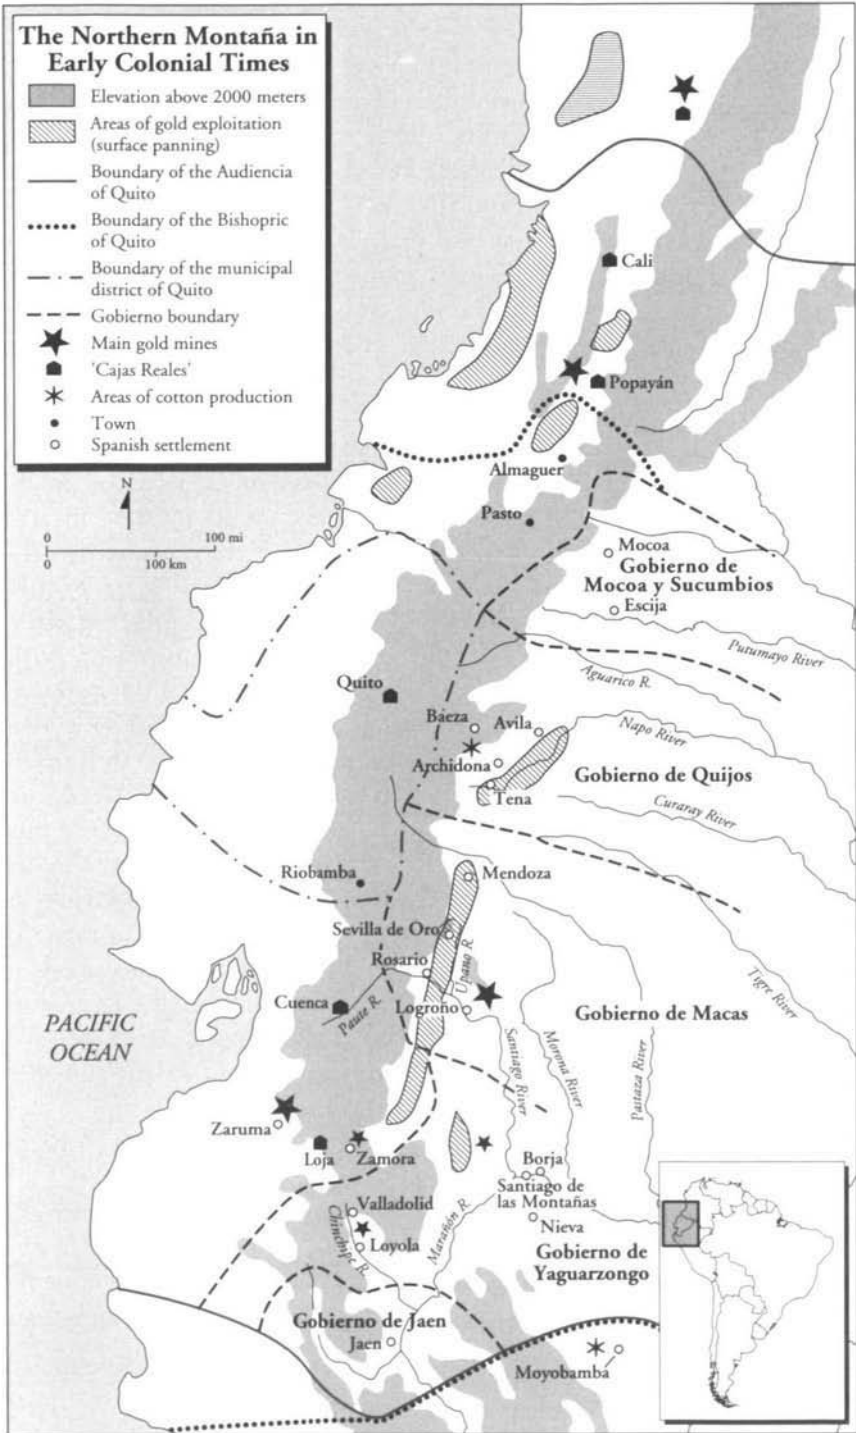 The Northern Montaña in
Early Colonial Times
Elevation above 2000 meters
Areas of gold exploitation
(surface panning)
Boundary of the Audiencia
of Quito
Boundary of the Bishopric
of Quito
Boundary of the municipal
district of Quito
Gobierno boundary
Main gold mines
'Cajas Reales'
Areas of cotton production
Town
Spanish settlement
N
0 100 mi
0 100 km
Cali
Popayán
Almaguer
Pasto
Mocoa
Gobierno de
Mocoa y Sucumbios
Escija
Putumayo River
Aguarico R.
Quito
Baeza
Avila
Napo River
Archidona
Gobierno de Quijos
Tena
Curaray River
Riobamba
Mendoza
Sevilla de Oro
Rosario
Upano R.
Tigre River
Cuenca
Paute R.
Logroño
Gobierno de Macas
PACIFIC
OCEAN
Santiago River
Morona River
Pastaza River
Zaruma
Loja
Zamora
Borja
Santiago de
las Montañas
Valladolid
Nieva
Chinchipe R.
Marañón R.
Loyola
Gobierno de
Yaguarzongo
Gobierno de Jaen
Jaen
Moyobamba